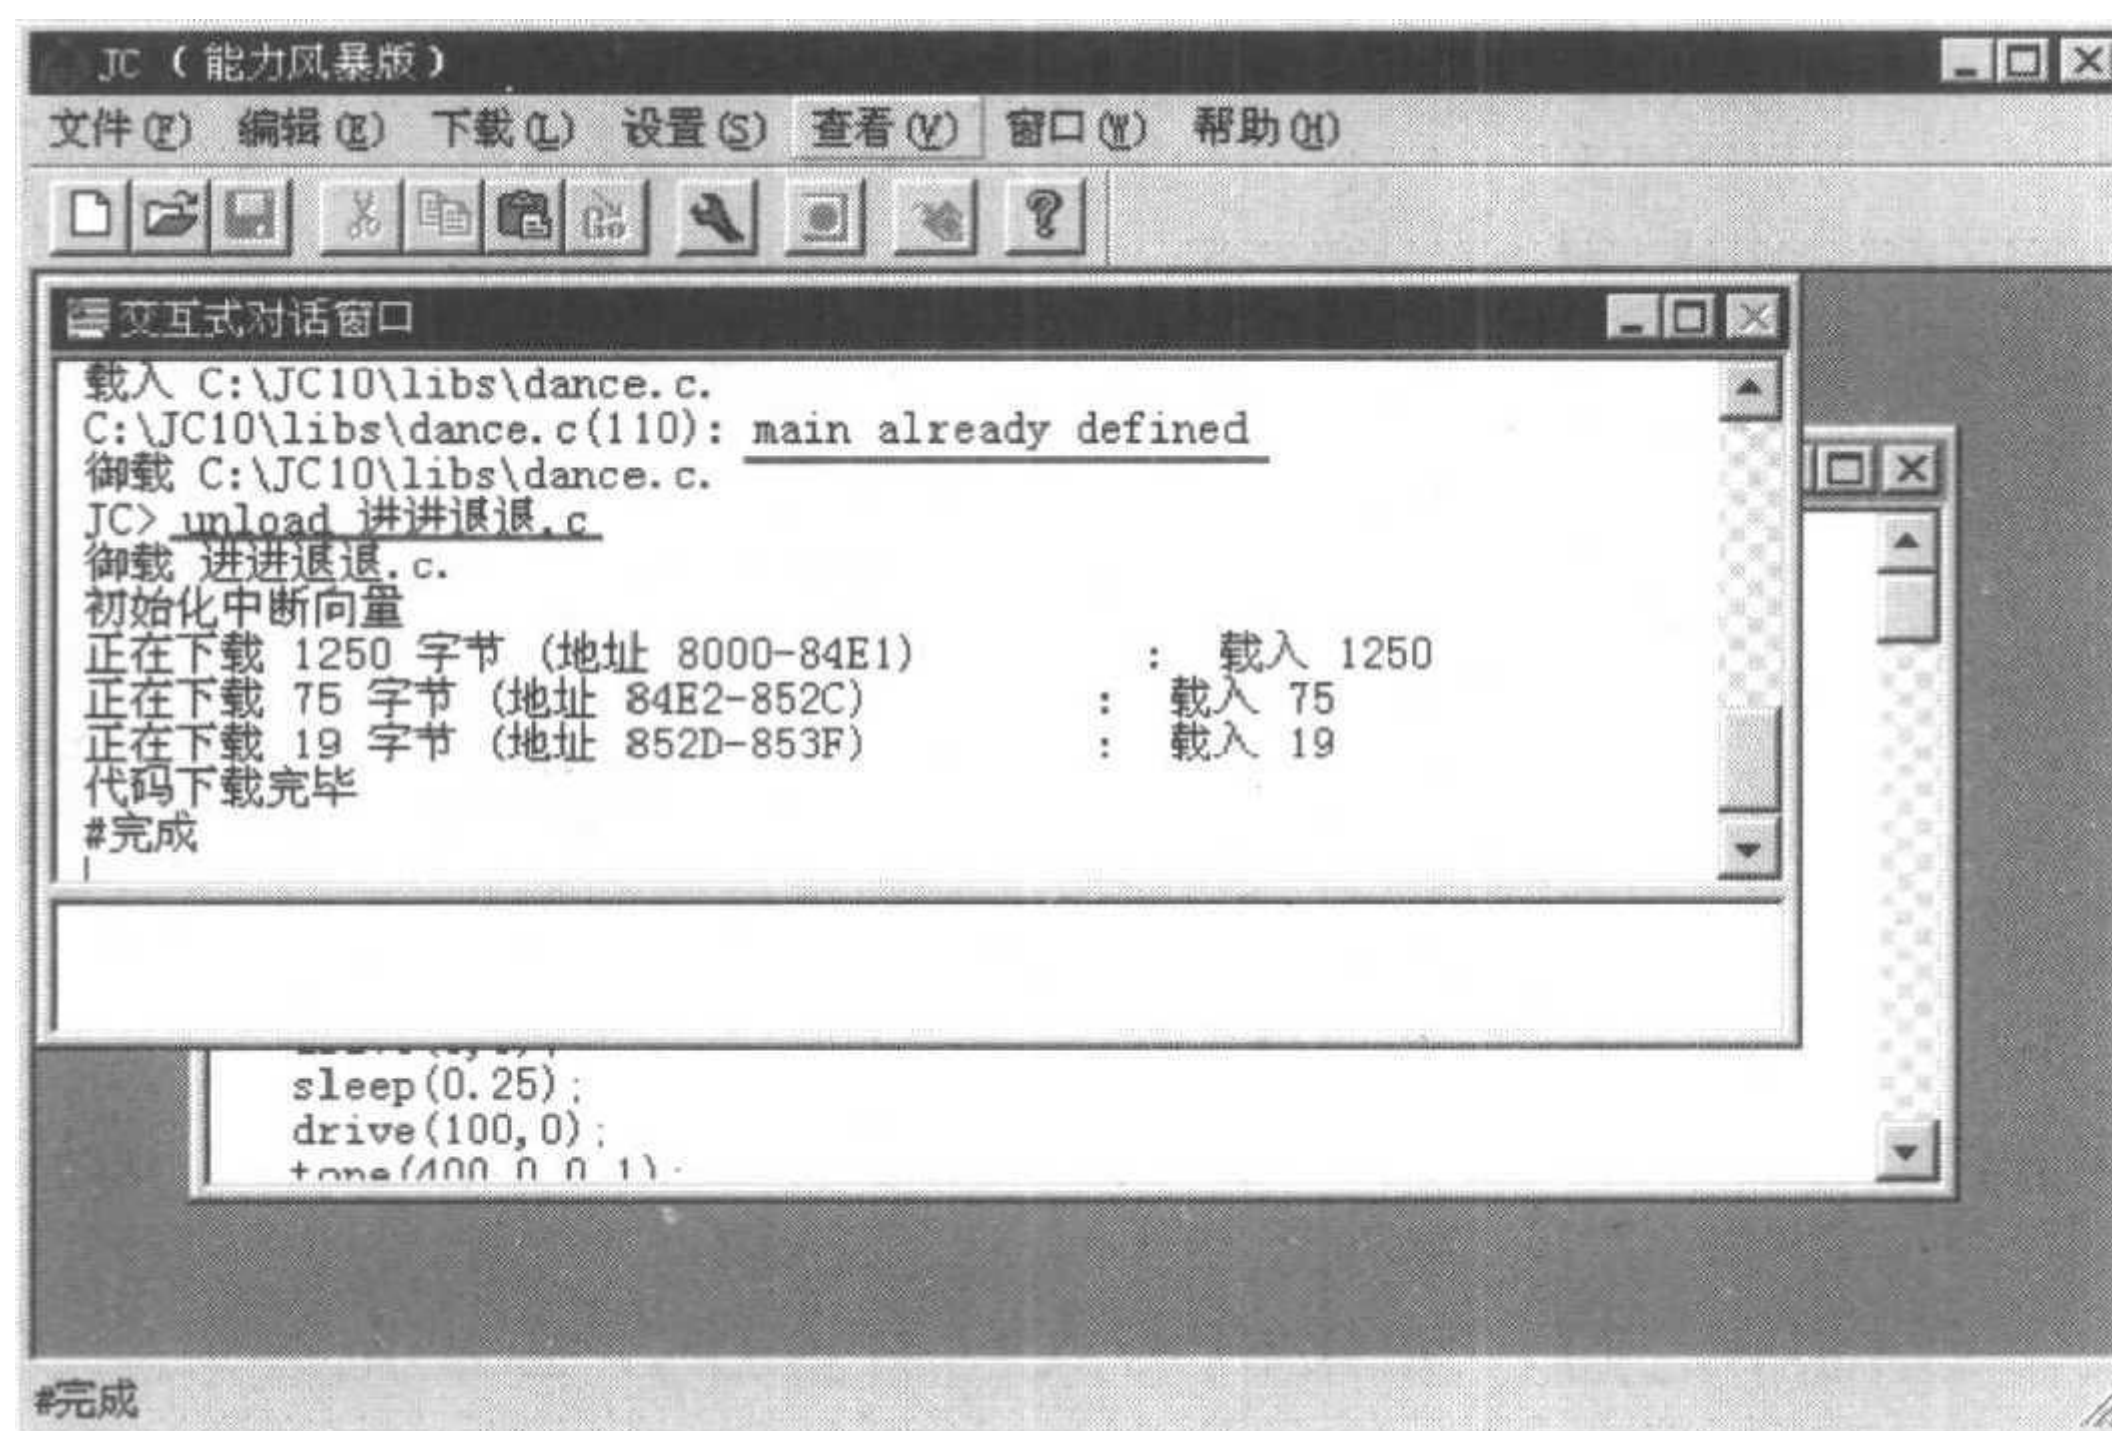 JC（能力风暴版）
文件(F) 编辑(E) 下载(L) 设置(S) 查看(V) 窗口(W) 帮助(H)
Go
交互式对话窗口
载入 C:\JC10\libs\dance.c.
C:\JC10\libs\dance.c(110): main already defined
御载 C:\JC10\libs\dance.c.
JC> unload 进进退退.c
御载 进进退退.c.
初始化中断向量
正在下载 1250 字节 (地址 8000-84E1) : 载入 1250
正在下载 75 字节 (地址 84E2-852C) : 载入 75
正在下载 19 字节 (地址 852D-853F) : 载入 19
代码下载完毕
#完成
sleep(0.25);
drive(100,0);
tone(400.0,0.1);
#完成